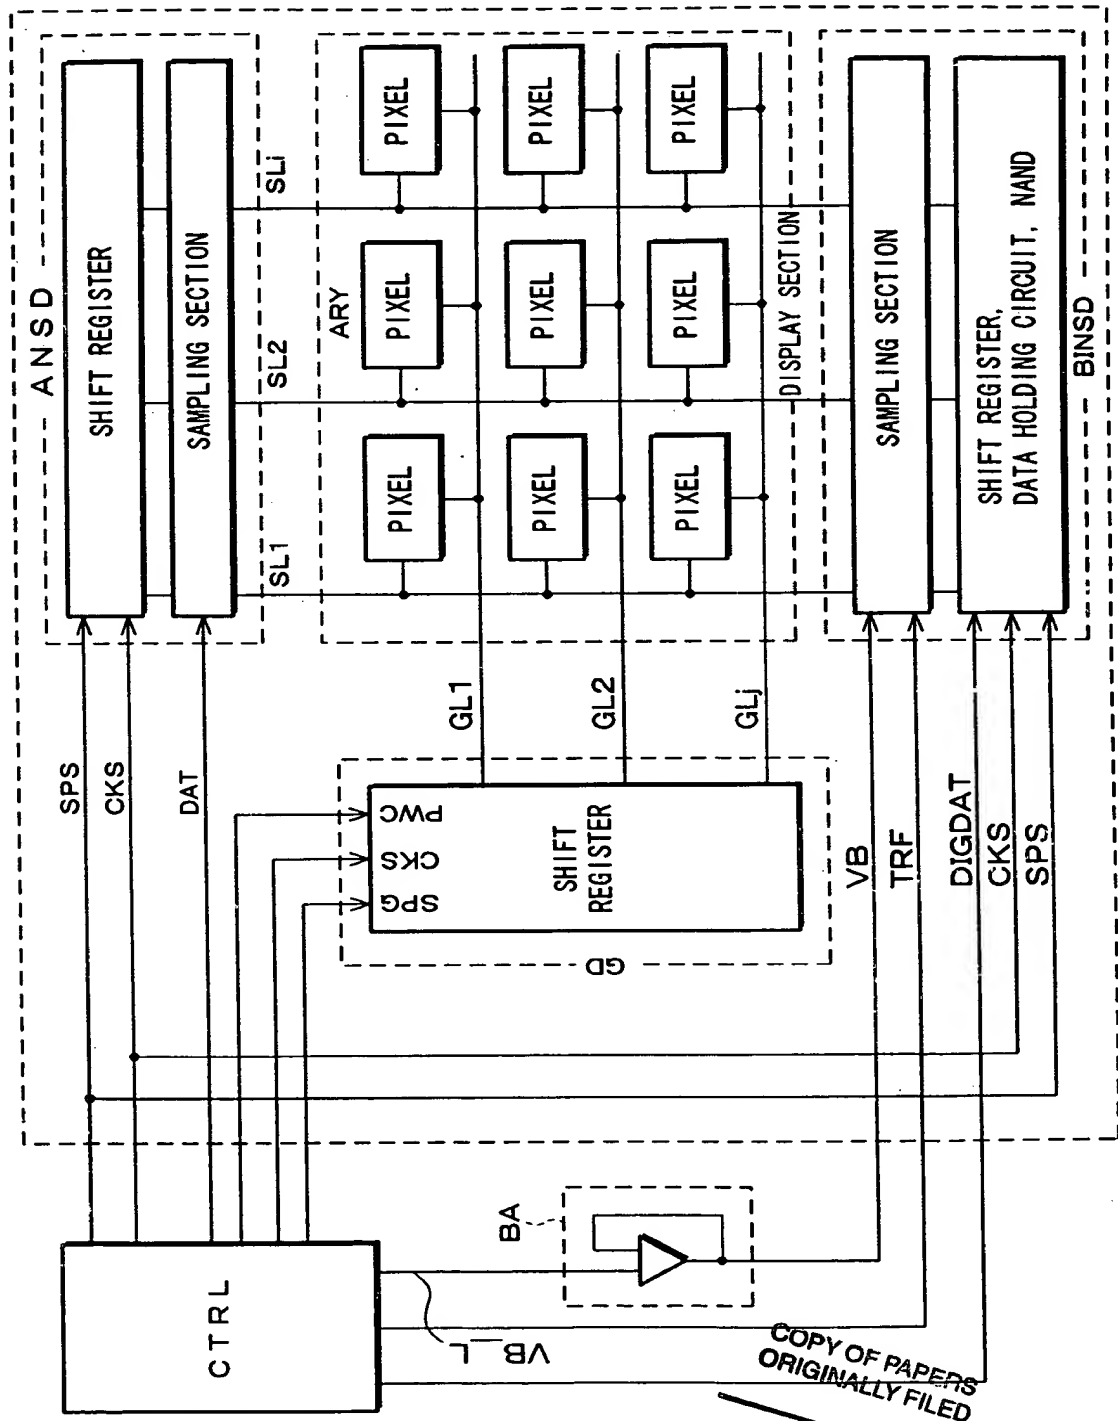 ANSD
SHIFT REGISTER
SAMPLING SECTION
SPS
CKS
DAT
SL1
SL2
SLi
ARY
PIXEL
PIXEL
PIXEL
PIXEL
PIXEL
PIXEL
PIXEL
PIXEL
PIXEL
DISPLAY SECTION
GL1
GL2
GLj
PWC
CKS
SPG
SHIFT
REGISTER
GD
SAMPLING SECTION
SHIFT REGISTER,
DATA HOLDING CIRCUIT, NAND
BINSD
VB
TRF
DIGDAT
CKS
SPS
CTRL
BA
VB_L
COPY OF PAPERS
ORIGINALLY FILED